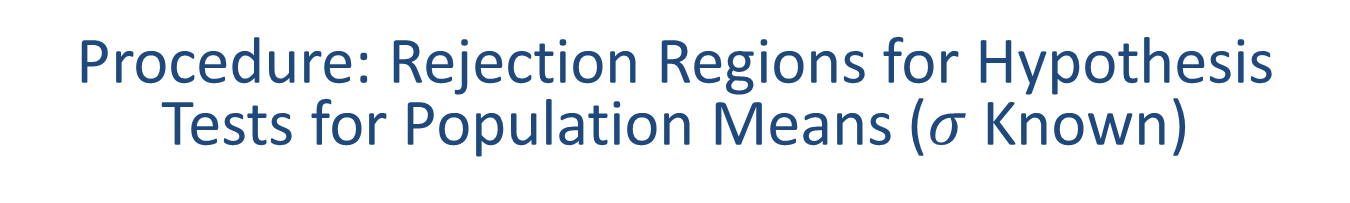 Procedure: Rejection Regions for Hypothesis
Tests for Population Means (σ Known)